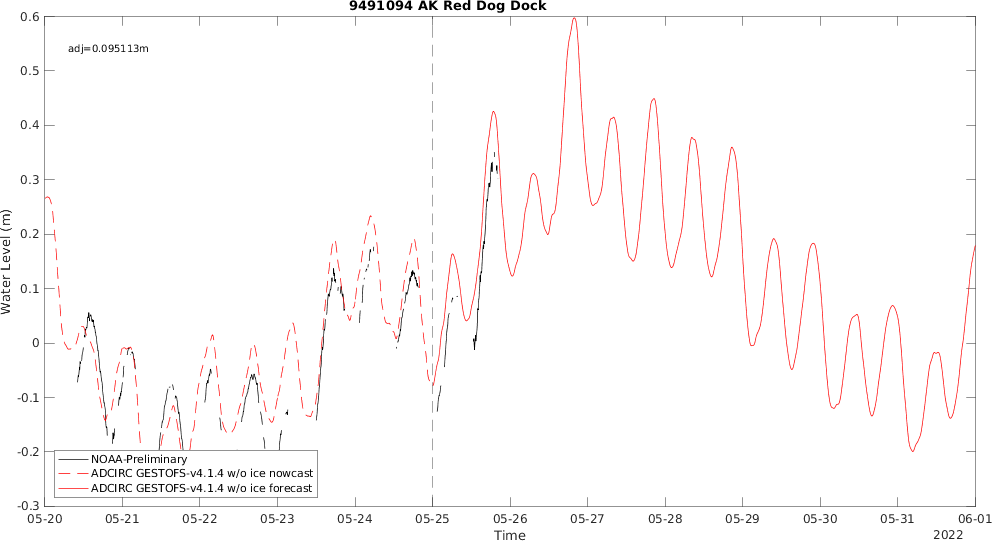 9491094 AK Red Dog Dock
adj=0.095113m
Water Level (m)
0.6
0.5
0.4
0.3
0.2
0.1
0
-0.1
-0.2
-0.3
NOAA-Preliminary
ADCIRC GESTOFS-v4.1.4 w/o ice nowcast
ADCIRC GESTOFS-v4.1.4 w/o ice forecast
05-20 05-21 05-22 05-23 05-24 05-25 05-26 05-27 05-28 05-29 05-30 05-31 06-01
Time
2022